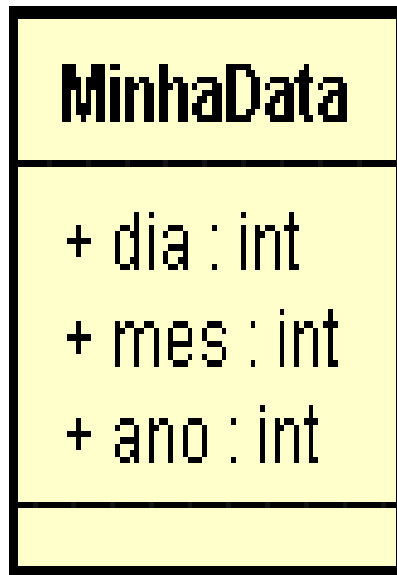 MinhaData
+ dia : int
+ mes : int
+ ano : int